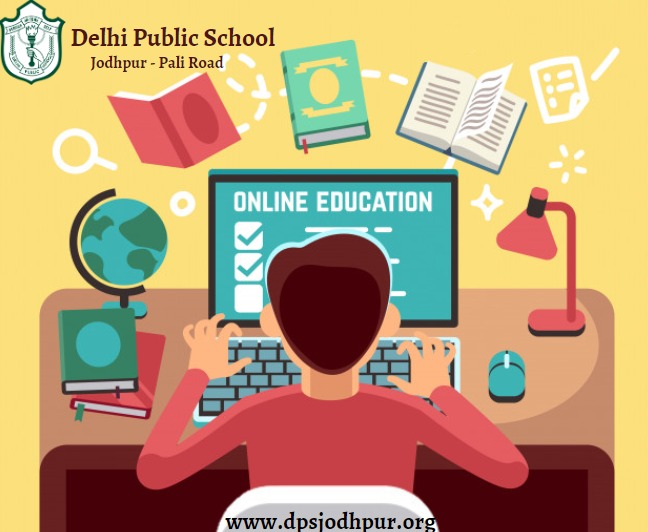 Delhi Public School
Jodhpur - Pali Road
ONLINE EDUCATION
www.dpsjodhpur.org